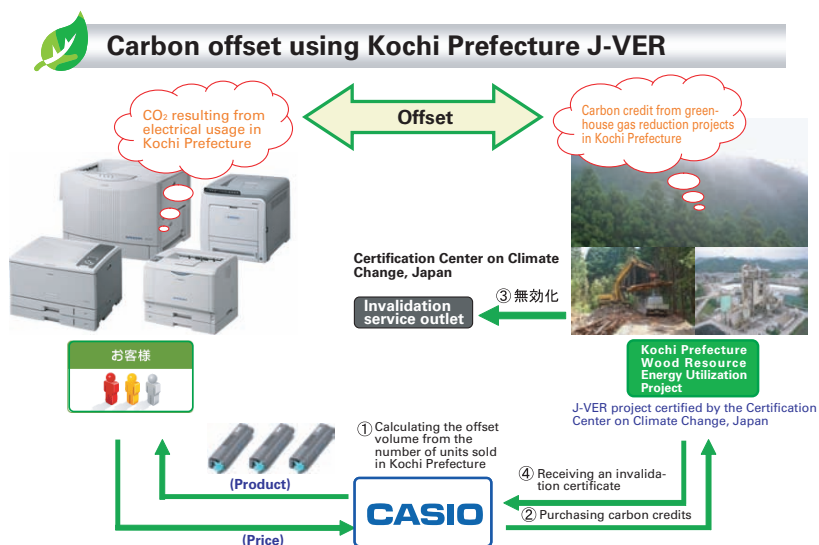 Carbon offset using Kochi Prefecture J-VER
CO₂ resulting from
electrical usage in
Kochi Prefecture
Offset
Carbon credit from green-
house gas reduction projects
in Kochi Prefecture
Certification Center on Climate
Change, Japan
Invalidation
service outlet
③無効化
お客様
Kochi Prefecture
Wood Resource
Energy Utilization
Project
J-VER project certified by the Certification
Center on Climate Change, Japan
①Calculating the offset
volume from the
number of units sold
in Kochi Prefecture
(Product)
④ Receiving an invalida-
tion certificate
CASIO
②Purchasing carbon credits
(Price)